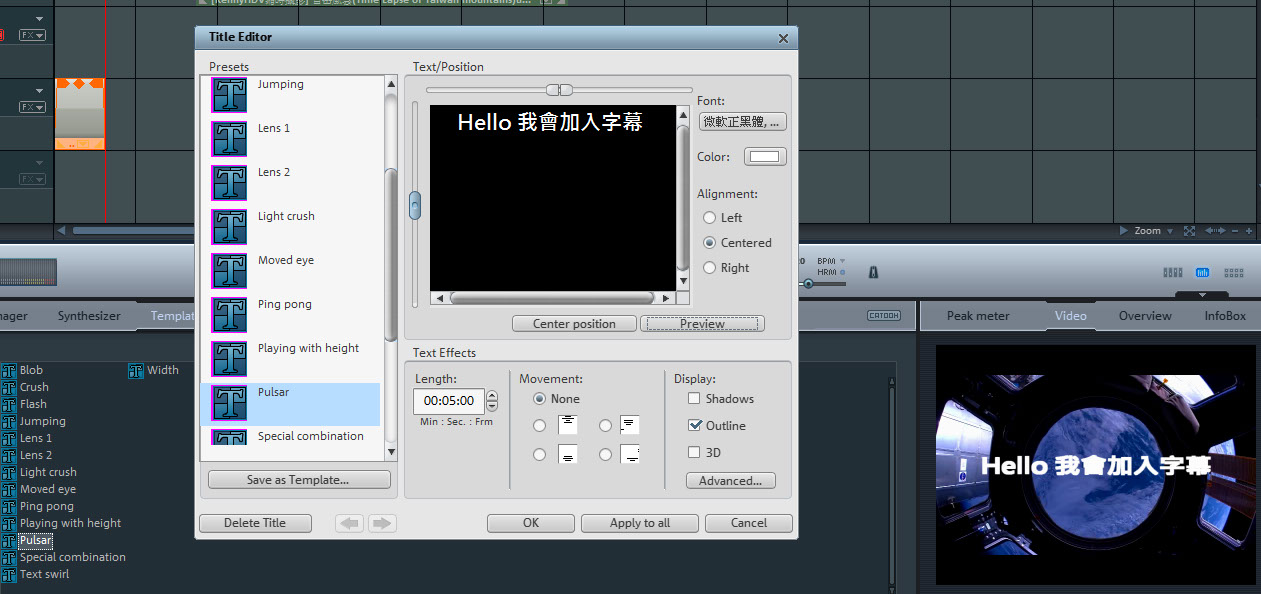 Title Editor
FX
FX
FX
Presets
Jumping
Lens 1
Lens 2
Light crush
Moved eye
Ping pong
Playing with height
Pulsar
Special combination
Save as Template...
Text/Position
Hello 我會加入字幕
Font:
微軟正黑體, ...
Color:
Alignment:
Left
Centered
Right
Center position
Preview
Text Effects
Length:
00:05:00
Min : Sec. : Frm
Movement:
None
Display:
Shadows
Outline
3D
Advanced...
Delete Title
OK
Apply to all
Cancel
Zoom
BPM
HRM
Synthesizer
Templat
Peak meter
Video
Overview
InfoBox
Blob
Width
Crush
Flash
Jumping
Lens 1
Lens 2
Light crush
Moved eye
Ping pong
Playing with height
Pulsar
Special combination
Text swirl
Hello 我會加入字幕